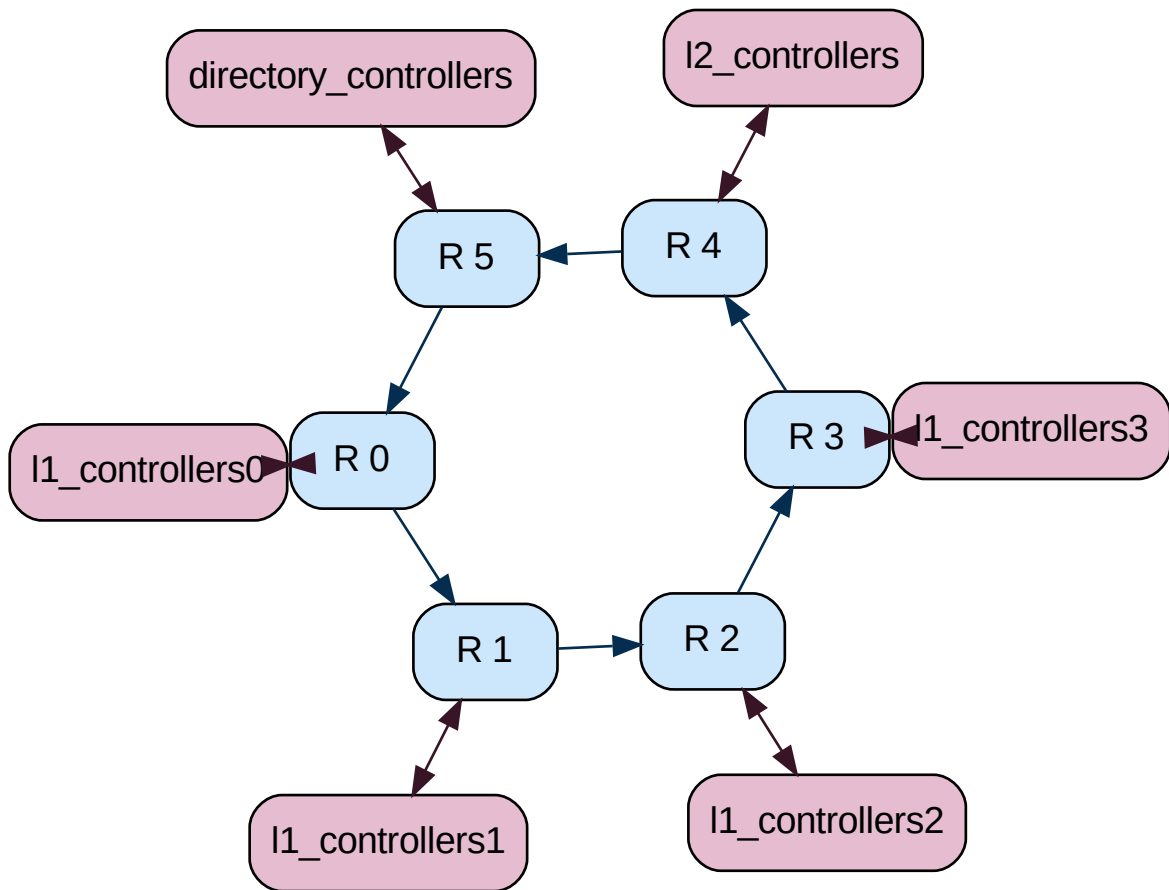 directory_controllers
l2_controllers
R 5
R 4
l1_controllers0
R 0
R 3
l1_controllers3
R 1
R 2
l1_controllers1
l1_controllers2